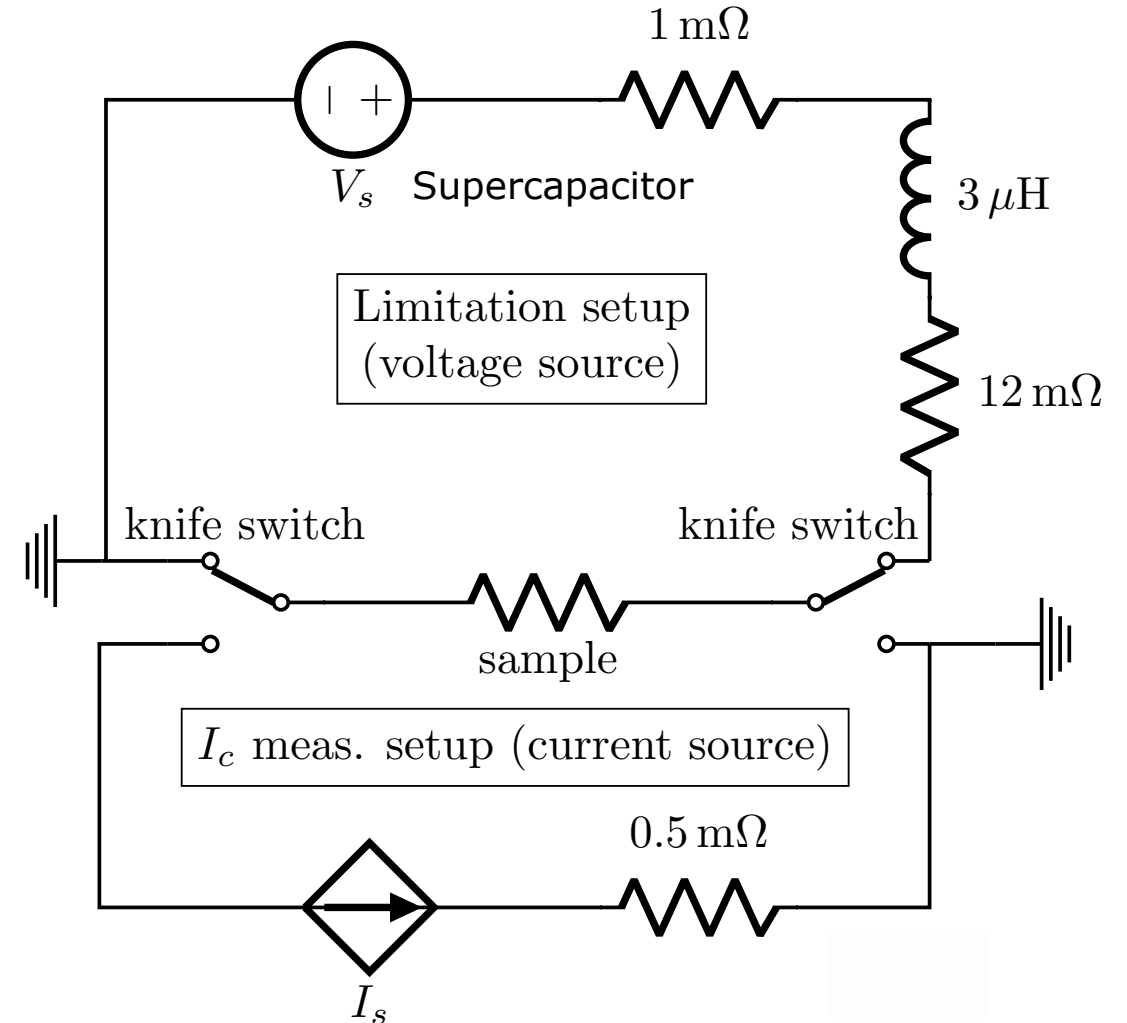 1 mΩ
− +
V_s Supercapacitor
3 μH
Limitation setup
(voltage source)
12 mΩ
knife switch
knife switch
sample
I_c meas. setup (current source)
0.5 mΩ
I_s